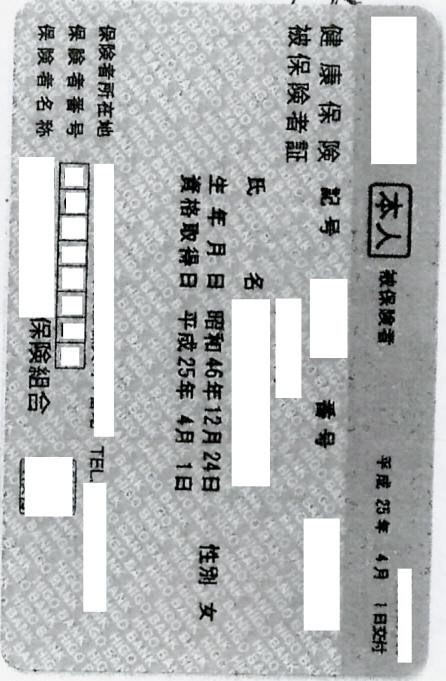 本人 被保険者 平成 25年 4月 1日交付
健康保険
被保険者証
記号 番号
氏名
生年月日 昭和46年12月24日 性別 女
資格取得日 平成25年 4月 1日
保険者所在地
TEL
保険者番号
保険者名称 保険組合